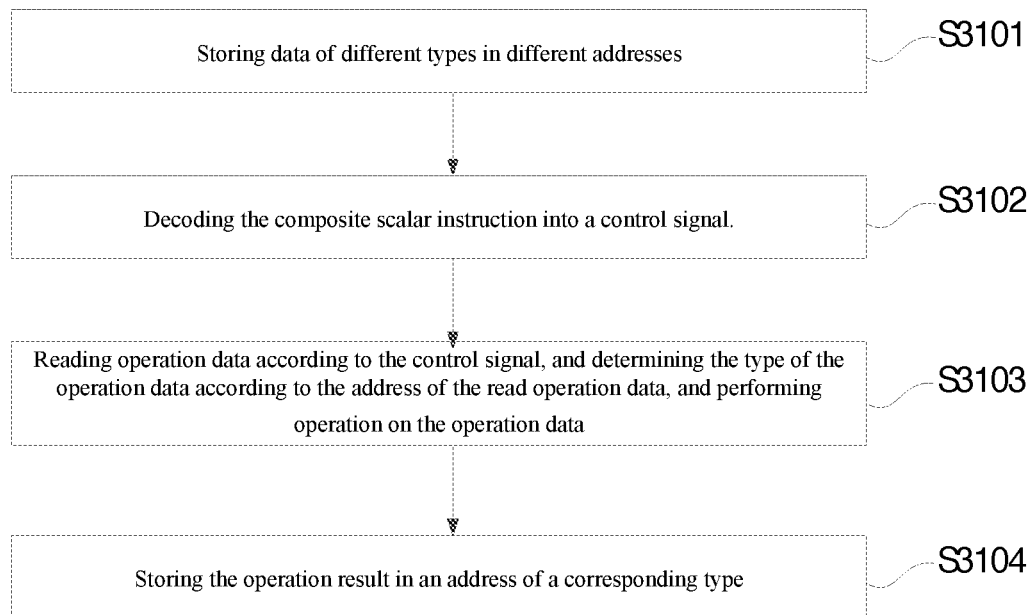 Storing data of different types in different addresses
S3101
Decoding the composite scalar instruction into a control signal.
S3102
Reading operation data according to the control signal, and determining the type of the
operation data according to the address of the read operation data, and performing
operation on the operation data
S3103
Storing the operation result in an address of a corresponding type
S3104